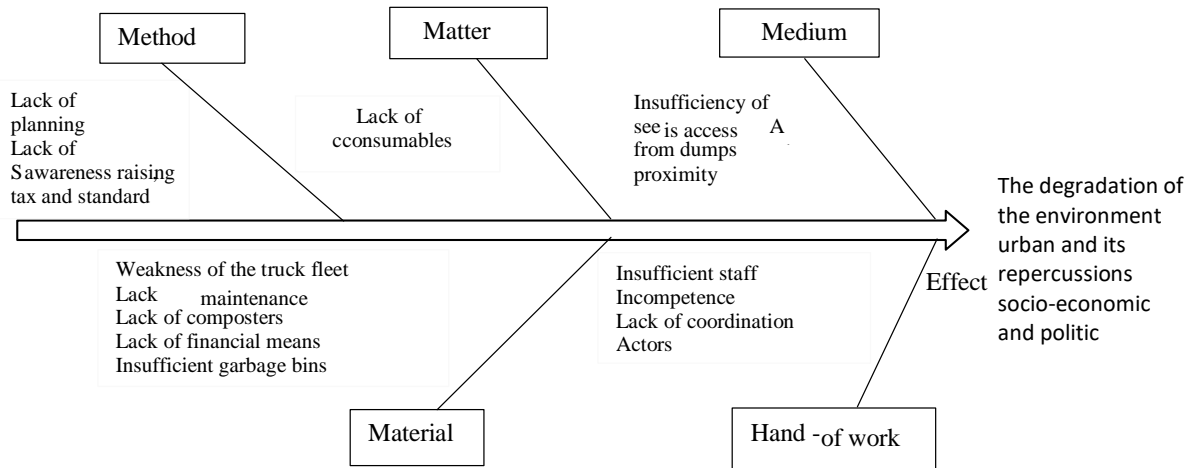 Method
Matter
Medium
Lack of
planning
Lack of
Sawareness raising,
tax and standard
Lack of
cconsumables
Insufficiency of
see is access A
from dumps
proximity
The degradation of
the environment
urban and its
repercussions
socio-economic
and politic
Effect
Weakness of the truck fleet
Lack maintenance
Lack of composters
Lack of financial means
Insufficient garbage bins
Insufficient staff
Incompetence
Lack of coordination
Actors
Material
Hand -of work